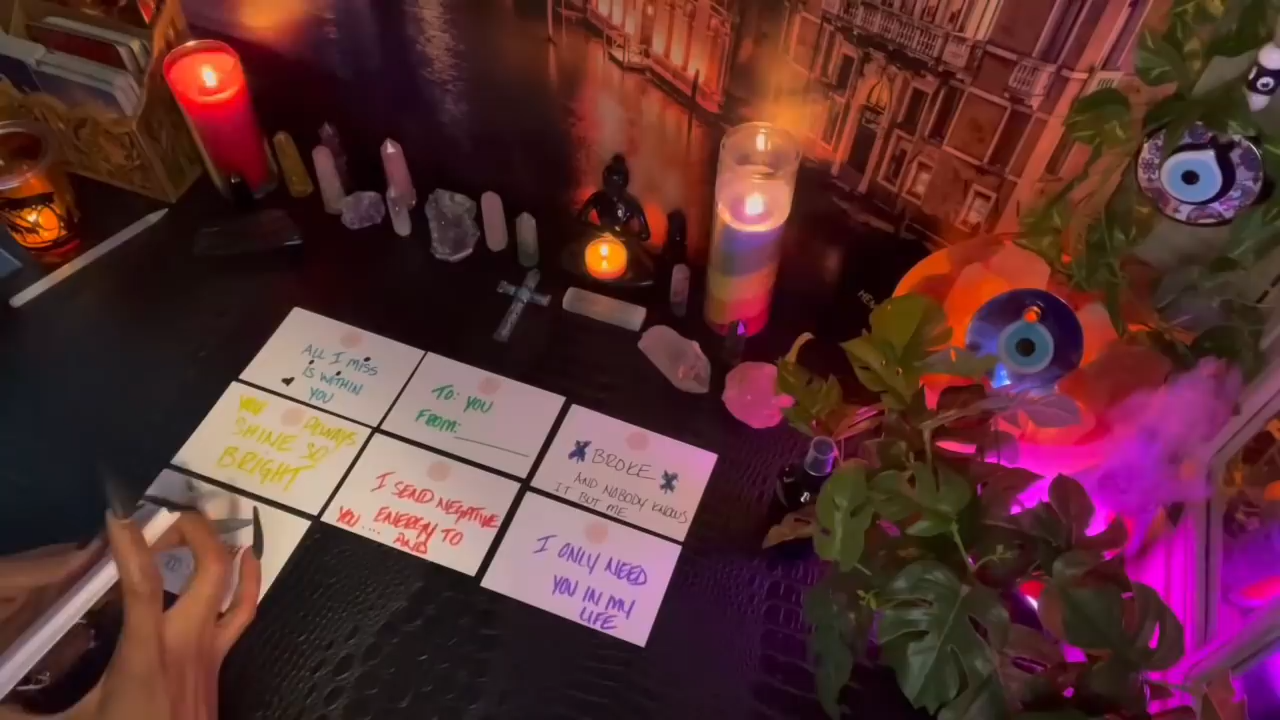 ALL I MISS
IS WITHIN
YOU
TO: YOU
FROM:
BROKE
AND NOBODY KNOWS
IT BUT ME
YOU ALWAYS
SHINE SO
BRIGHT
I SEND NEGATIVE
YOU.... ENERGY TO
AND
I ONLY NEED
YOU IN MY
LIFE